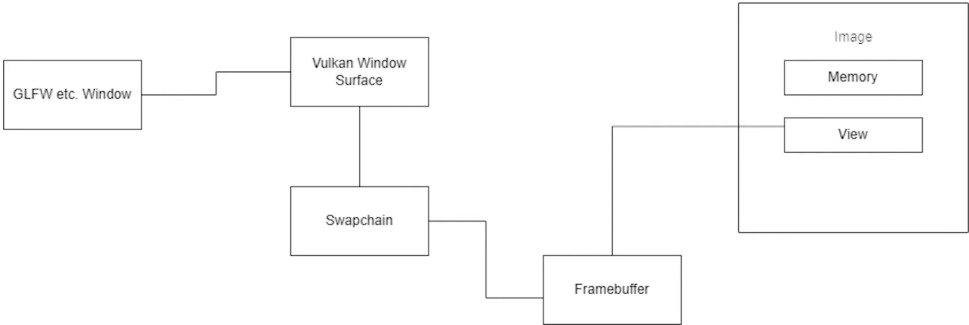 GLFW etc. Window
Vulkan Window
Surface
Swapchain
Framebuffer
Image
Memory
View